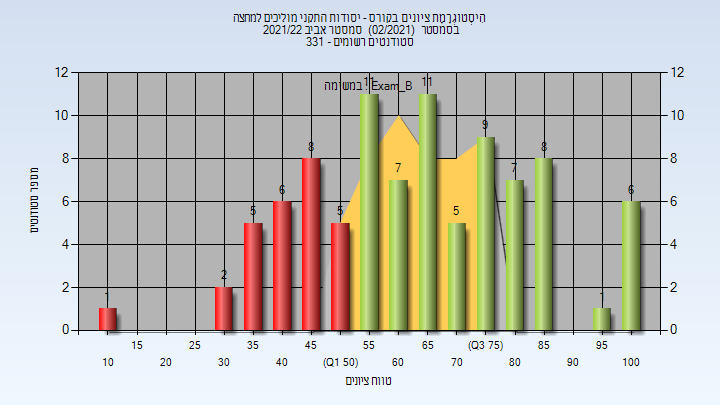 היסטוגרמת ציונים בקורס - יסודות התקני מוליכים למחצה
בסמסטר (02/2021) סמסטר אביב 2021/22
סטודנטים רשומים - 331
במשימה : Exam_B
12 12
10 10
8 8
6 6
4 4
2 2
0 0
1 2 5 6 8 5 11 7 11 5 9 7 8 1 6
מספר סטודנטים
15 25 35 45 55 65 (Q3 75) 85 95
10 20 30 40 (Q1 50) 60 70 80 90 100
טווח ציונים